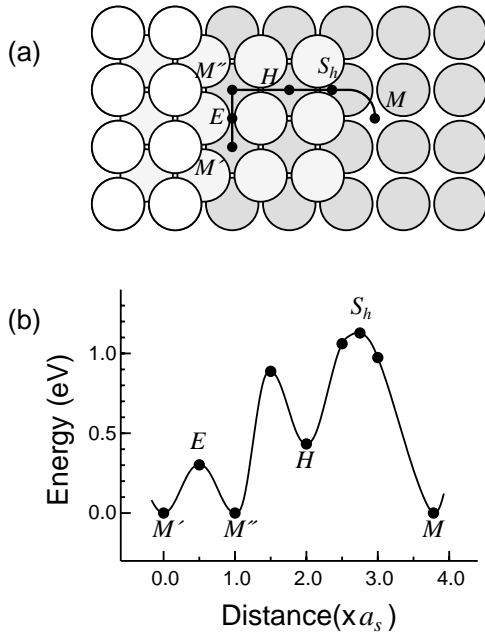 (a)
M″ H S_h M
E
M′
(b)
Energy (eV)
1.0
0.5
0.0
S_h
E
H
M′ M″ M
0.0 1.0 2.0 3.0 4.0
Distance(x a_s)